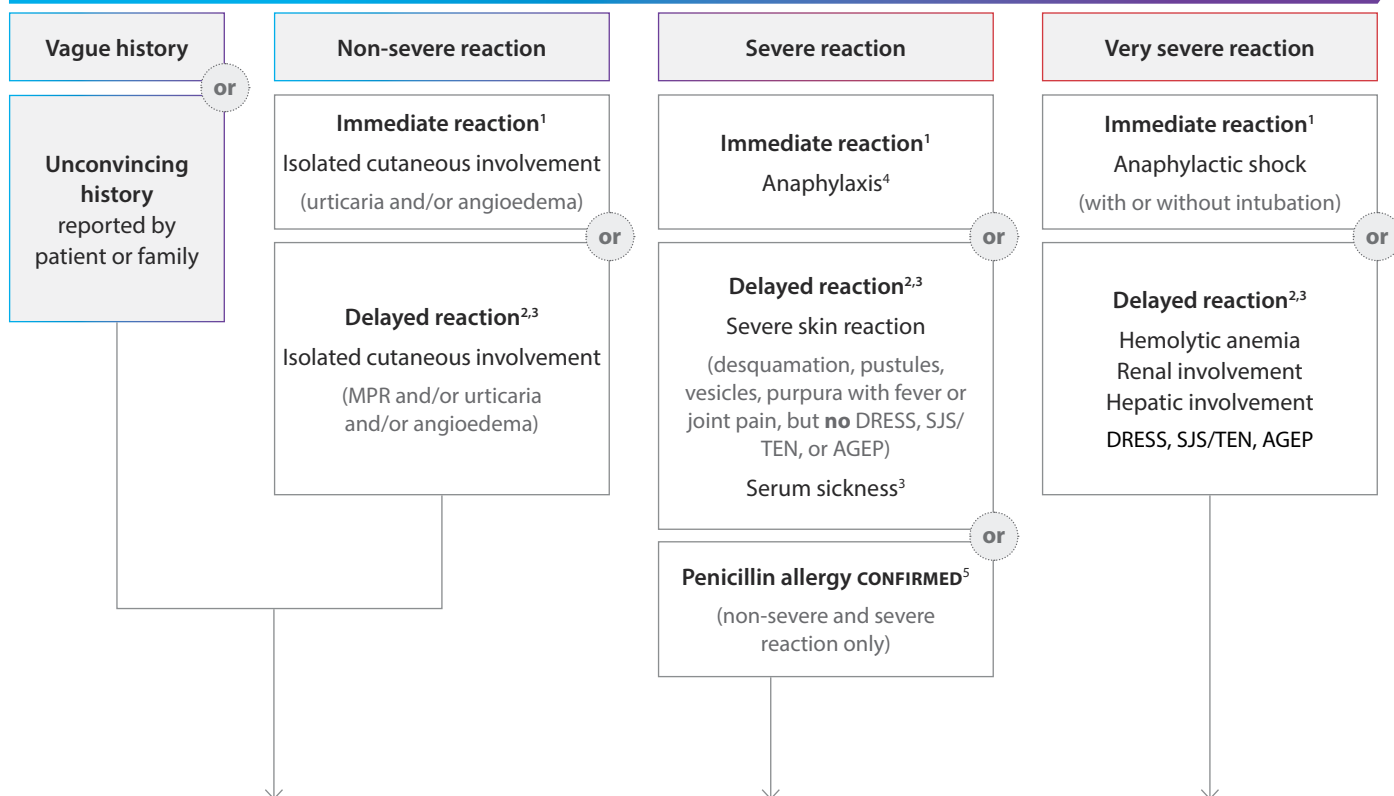 Vague history
or
Unconvincing
history
reported by
patient or family
Non-severe reaction
Immediate reaction¹
Isolated cutaneous involvement
(urticaria and/or angioedema)
or
Delayed reaction²,³
Isolated cutaneous involvement
(MPR and/or urticaria
and/or angioedema)
Severe reaction
Immediate reaction¹
Anaphylaxis⁴
or
Delayed reaction²,³
Severe skin reaction
(desquamation, pustules,
vesicles, purpura with fever or
joint pain, but no DRESS, SJS/
TEN, or AGEP)
Serum sickness³
or
Penicillin allergy CONFIRMED⁵
(non-severe and severe
reaction only)
Very severe reaction
Immediate reaction¹
Anaphylactic shock
(with or without intubation)
or
Delayed reaction²,³
Hemolytic anemia
Renal involvement
Hepatic involvement
DRESS, SJS/TEN, AGEP